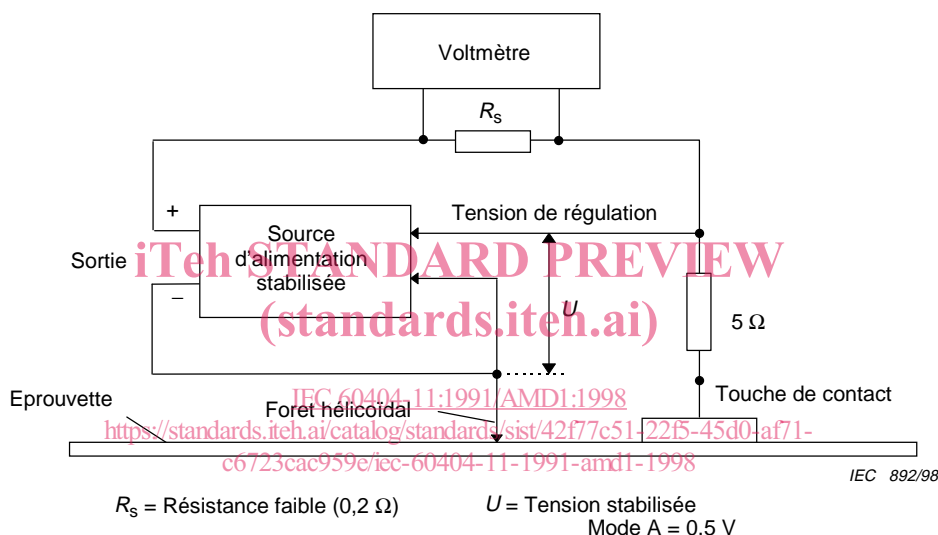 Voltmètre
Rs
+
Tension de régulation
Source
d'alimentation
stabilisée
Sortie
iTeh STANDARD PREVIEW
–
(standards.iteh.ai)
U
5 Ω
IEC 60404-11:1991/AMD1:1998
Touche de contact
Eprouvette
Foret hélicoïdal
https://standards.iteh.ai/catalog/standards/sist/42f77c51-22f5-45d0-af71-
c6723cac959e/iec-60404-11-1991-amd1-1998
IEC 892/98
Rs = Résistance faible (0,2 Ω)
U = Tension stabilisée
Mode A = 0,5 V